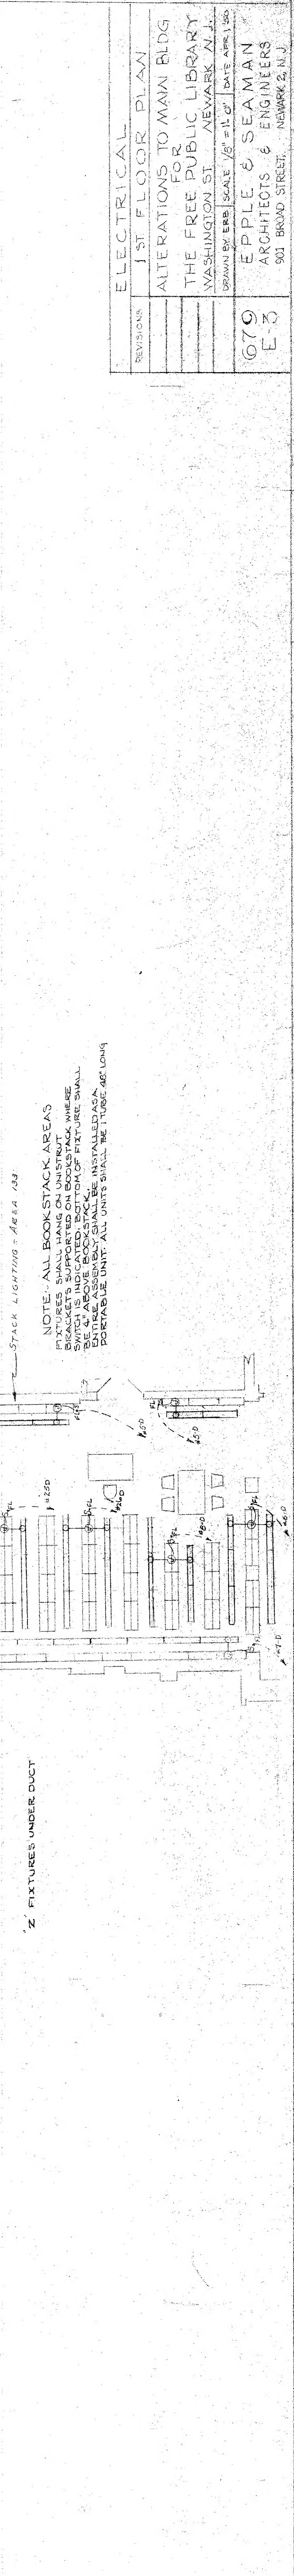 ELECTRICAL
1ST FLOOR PLAN
REVISIONS
ALTERATIONS TO MAIN BLDG
FOR
THE FREE PUBLIC LIBRARY
WASHINGTON ST. NEWARK N.J.
DRAWN BY ERB SCALE 1/8" = 1'-0" DATE APR 1,
679
E-3
EPPLE & SEAMAN
ARCHITECTS & ENGINEERS
901 BROAD STREET, NEWARK 2, N.J.
STACK LIGHTING - AREA 133
NOTE:- ALL BOOKSTACK AREAS
FIXTURES SHALL HANG ON UNISTRUT
BRACKETS SUPPORTED ON BOOKSTACK WHERE
SWITCH IS INDICATED. BOTTOM OF FIXTURE SHALL
BE ABOVE BOOKSTACK.
ENTIRE ASSEMBLY SHALL BE INSTALLED AS A
PORTABLE UNIT. ALL UNITS SHALL BE 1 TUBE 48" LONG
'Z' FIXTURES UNDER DUCT